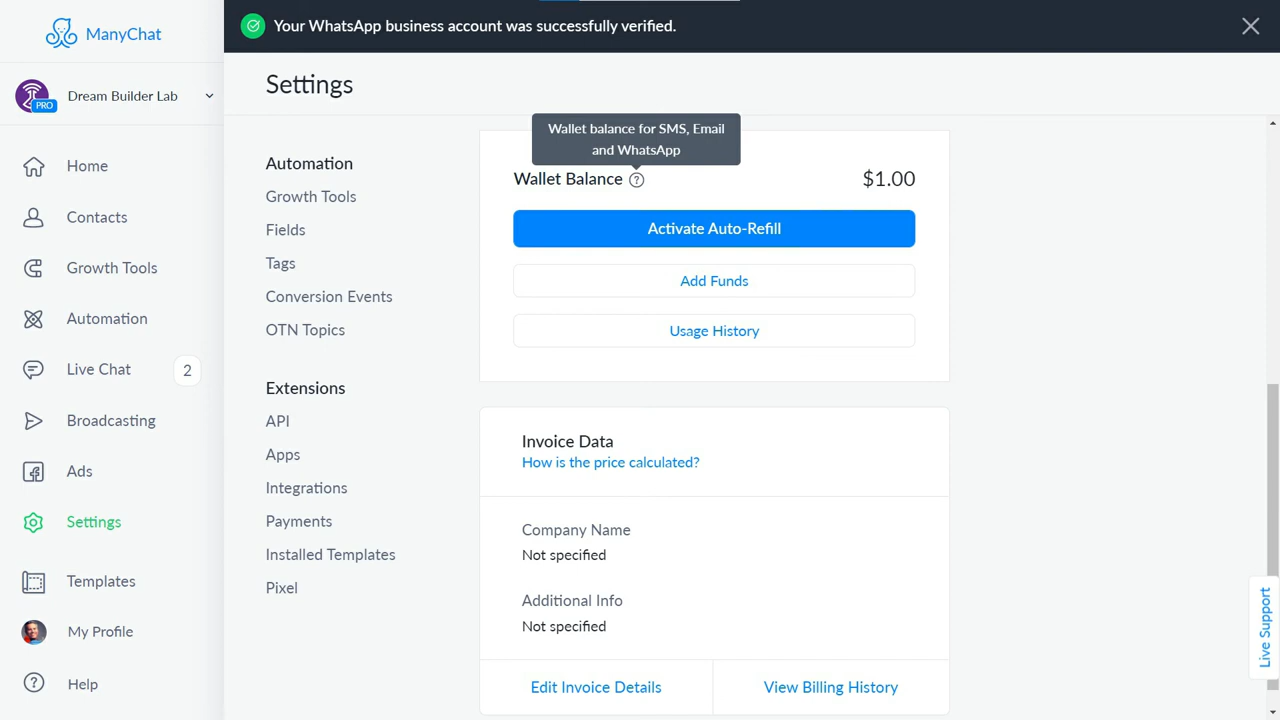 ManyChat
Your WhatsApp business account was successfully verified.
PRO
Dream Builder Lab
Home
Contacts
Growth Tools
Automation
Live Chat
2
Broadcasting
Ads
Settings
Templates
My Profile
Help
Settings
Automation
Growth Tools
Fields
Tags
Conversion Events
OTN Topics
Extensions
API
Apps
Integrations
Payments
Installed Templates
Pixel
Wallet balance for SMS, Email
and WhatsApp
Wallet Balance ?
$1.00
Activate Auto-Refill
Add Funds
Usage History
Invoice Data
How is the price calculated?
Company Name
Not specified
Additional Info
Not specified
Edit Invoice Details
View Billing History
Live Support